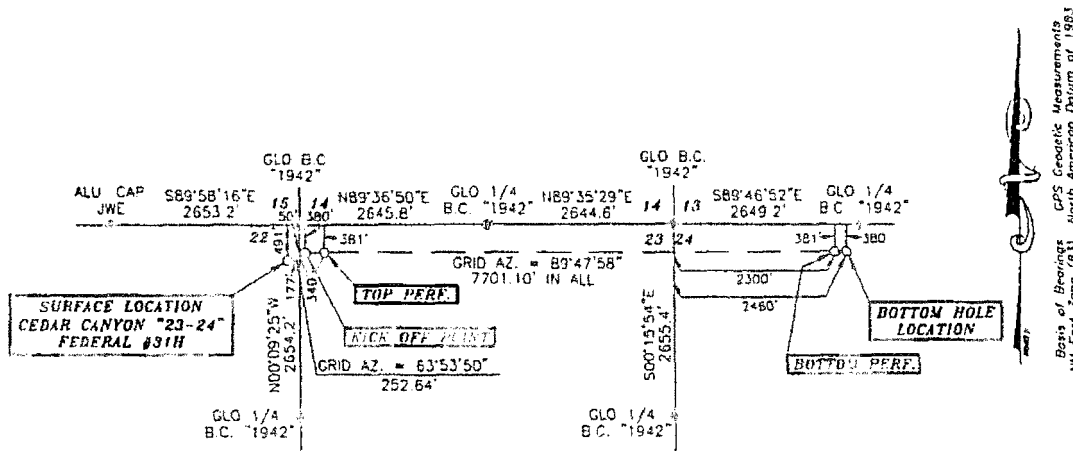 GLO B.C
"1942"
GLO B.C.
"1942"
ALU CAP
JWE
S89°58'16"E
2653.2'
15
14
50'
380'
N89°36'50"E
2645.8'
GLO 1/4
B.C. "1942"
N89°35'29"E
2644.6'
14
13
S89°46'52"E
2649.2'
GLO 1/4
B.C. "1942"
22
491'
381'
23
24
381'
380
GRID AZ. = 89°47'58"
7701.10' IN ALL
177'
340'
2300'
2460'
TOP PERF.
KICK OFF POINT
SURFACE LOCATION
CEDAR CANYON "23-24"
FEDERAL #31H
N00°09'25"W
2654.2'
GRID AZ. = 63°53'50"
252.64'
S00°15'54"E
2655.4'
BOTTOM HOLE
LOCATION
BOTTOM PERF.
GLO 1/4
B.C. "1942"
GLO 1/4
B.C. "1942"
Basis of Bearings GPS Geodetic Measurements
NM East Zone (83) North American Datum of 1983